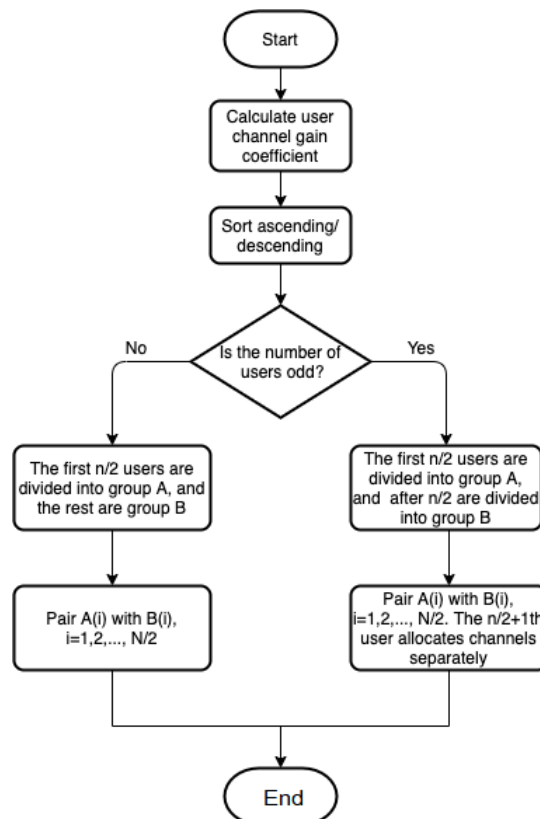 Start
Calculate user
channel gain
coefficient
Sort ascending/
descending
Is the number of
users odd?
No
Yes
The first n/2 users are
divided into group A, and
the rest are group B
The first n/2 users are
divided into group A,
and after n/2 are divided
into group B
Pair A(i) with B(i),
i=1,2,..., N/2
Pair A(i) with B(i),
i=1,2,..., N/2. The n/2+1th
user allocates channels
separately
End